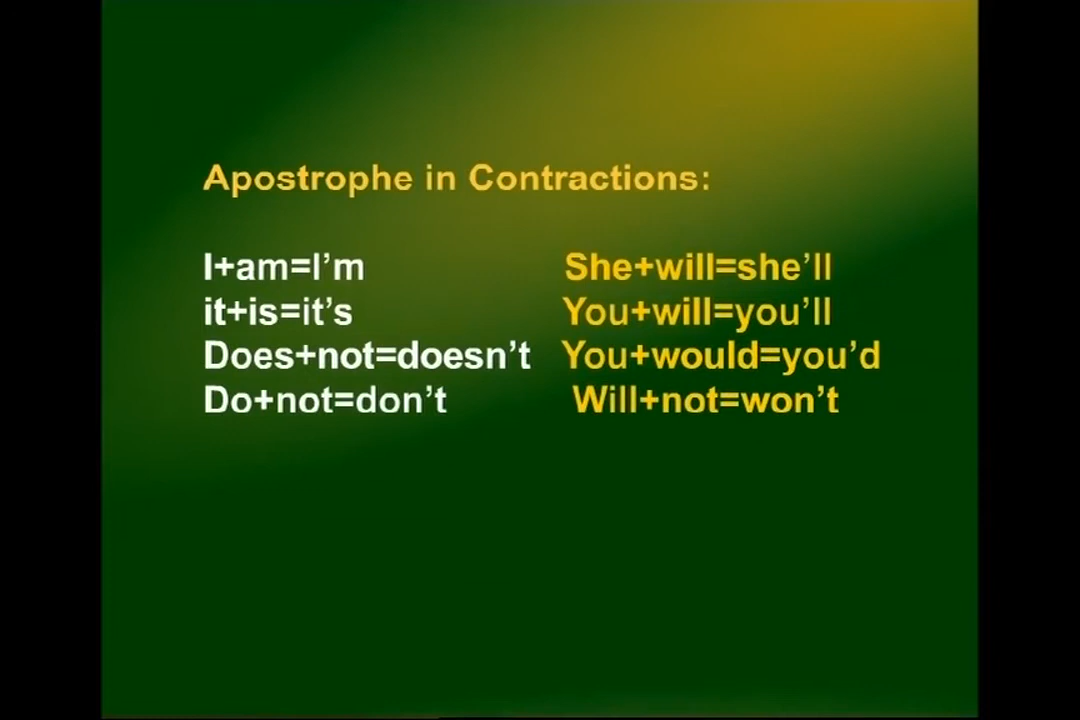 Apostrophe in Contractions:
I+am=I’m
it+is=it’s
Does+not=doesn’t
Do+not=don’t
She+will=she’ll
You+will=you’ll
You+would=you’d
Will+not=won’t